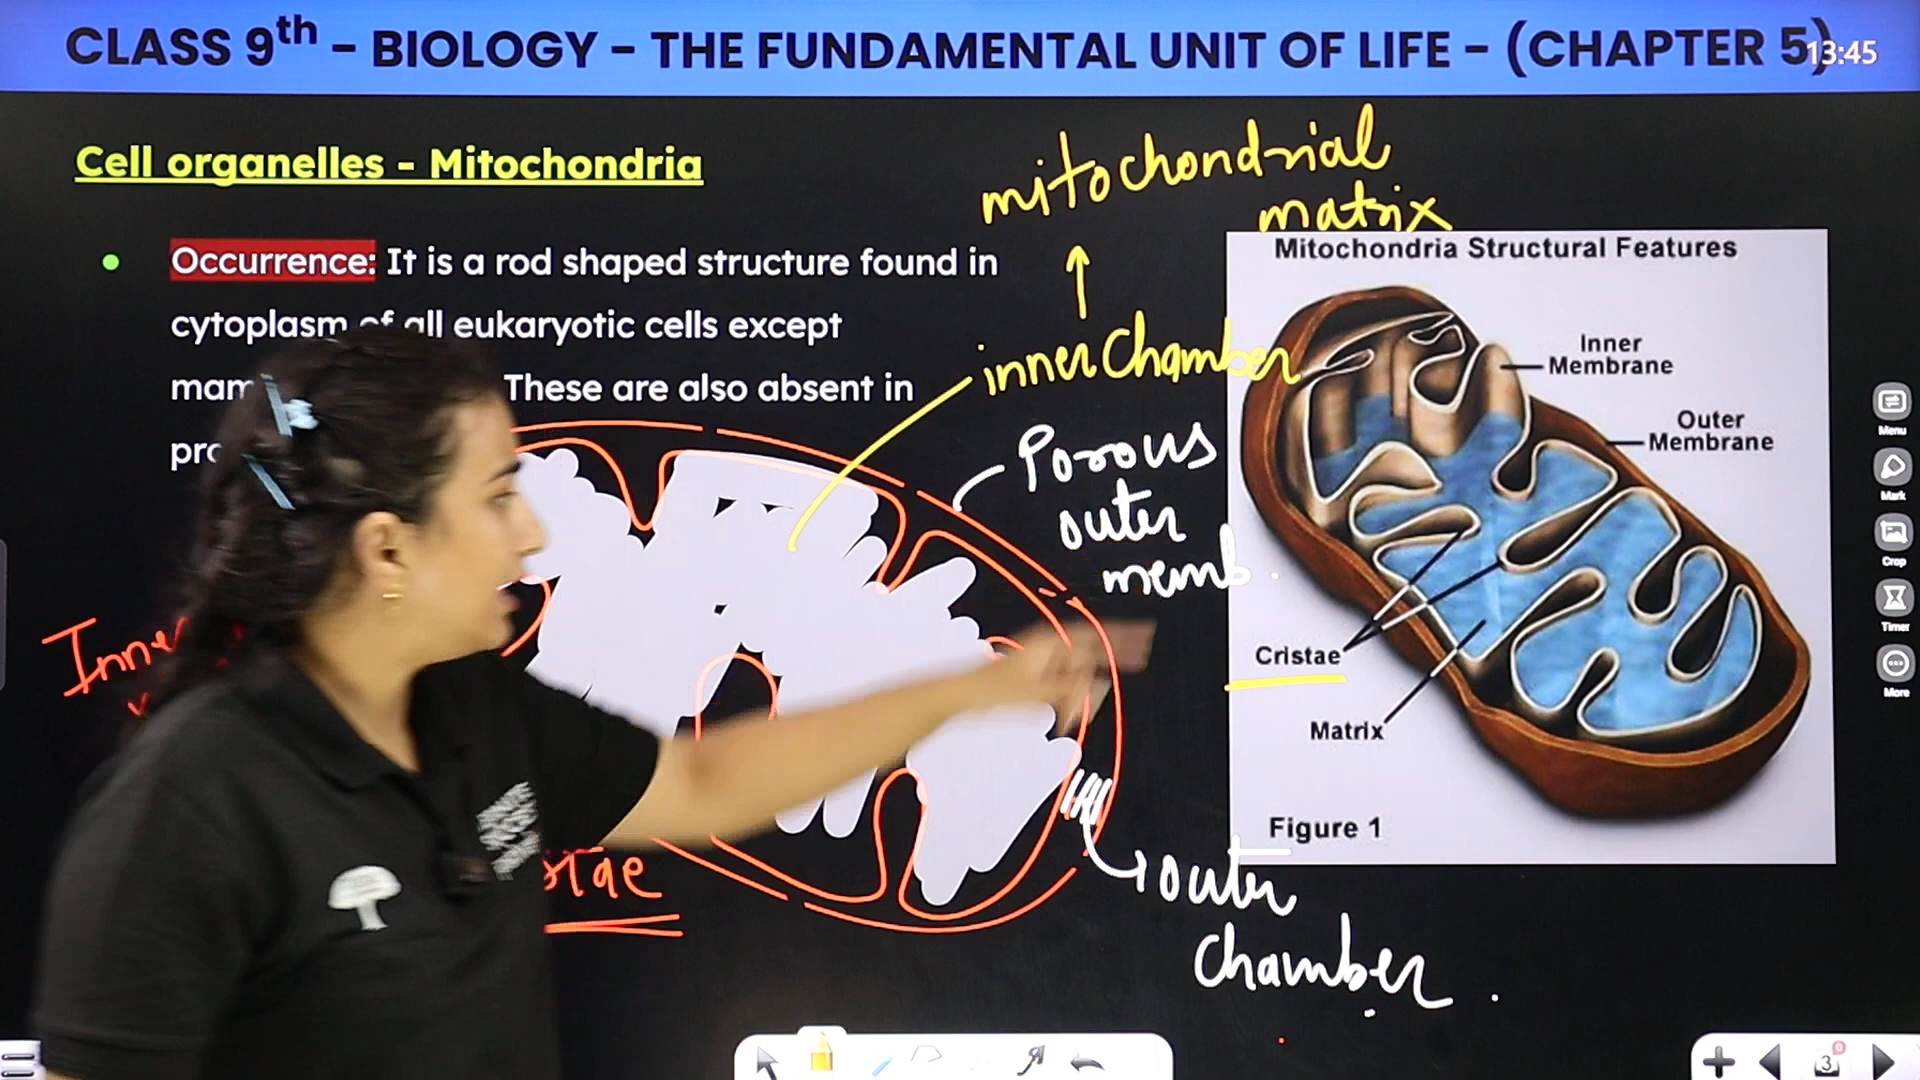 CLASS 9th - BIOLOGY - THE FUNDAMENTAL UNIT OF LIFE - (CHAPTER 5)
13:45
Cell organelles - Mitochondria
mitochondrial
matrix
Occurrence: It is a rod shaped structure found in
cytoplasm of all eukaryotic cells except
These are also absent in
inner Chamber
Porous
outer
memb.
Mitochondria Structural Features
Inner
Membrane
Outer
Membrane
Cristae
Matrix
Figure 1
outer
Chamber.
Menu
Mark
Crop
Timer
More
3